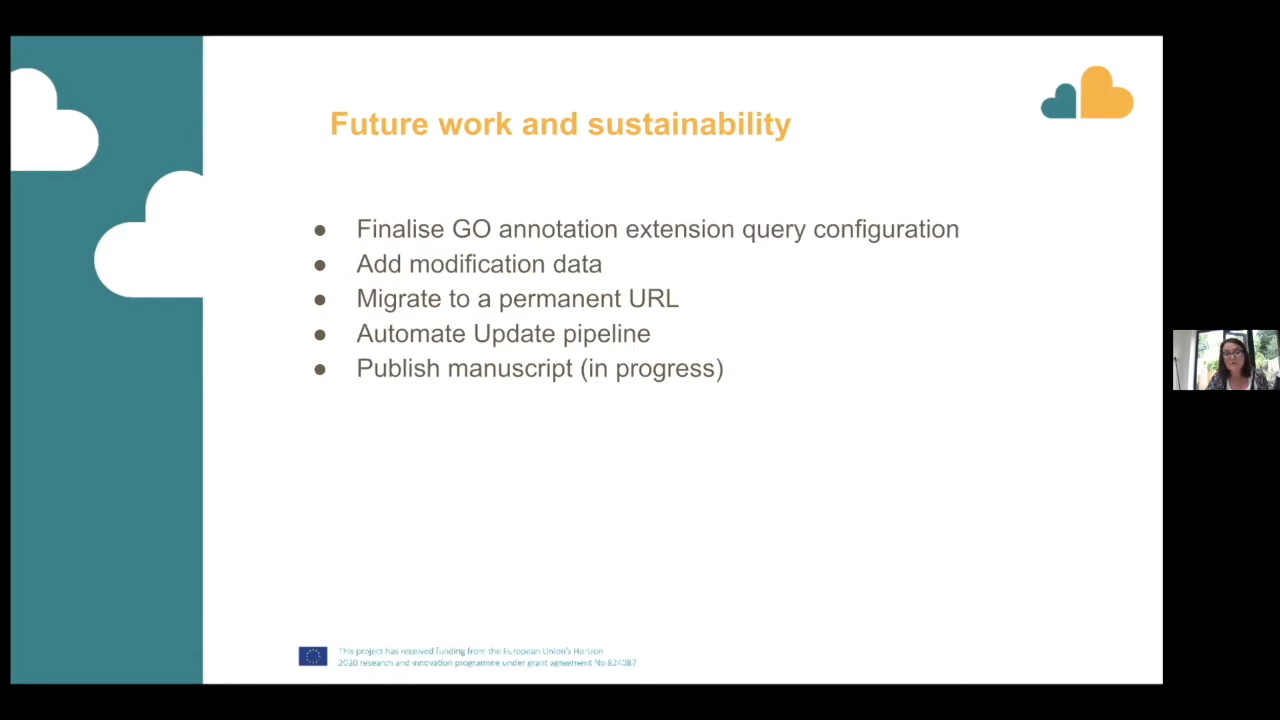 Future work and sustainability
● Finalise GO annotation extension query configuration
● Add modification data
● Migrate to a permanent URL
● Automate Update pipeline
● Publish manuscript (in progress)
This project has received funding from the European Union's Horizon
2020 research and innovation programme under grant agreement No 824087